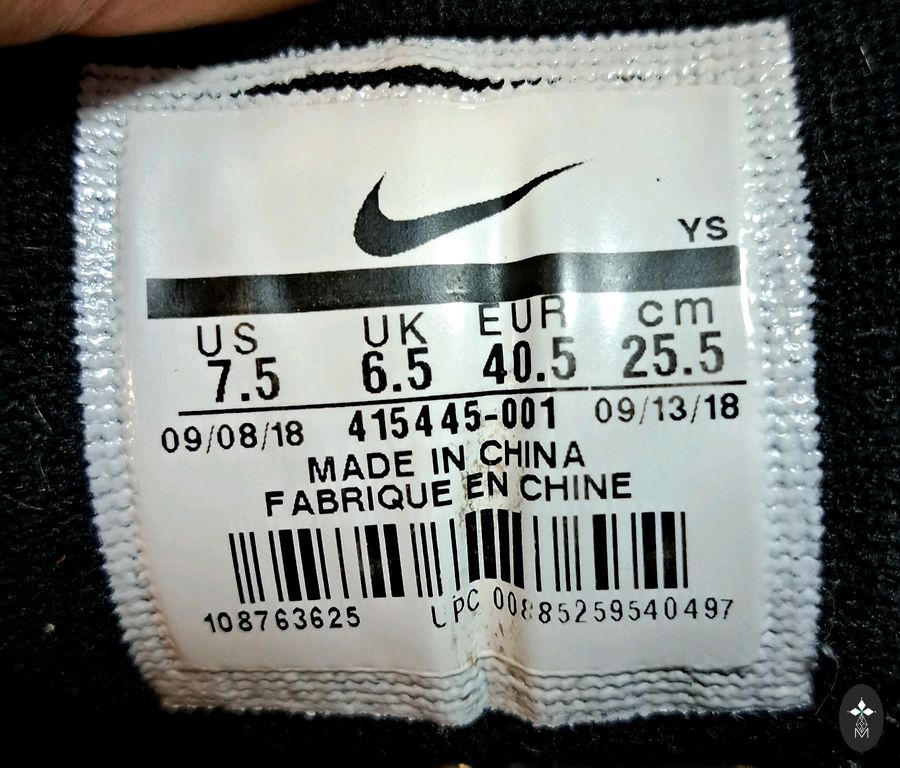 YS
US UK EUR cm
7.5 6.5 40.5 25.5
09/08/18 415445-001 09/13/18
MADE IN CHINA
FABRIQUE EN CHINE
108763625 UPC 00885259540497
M